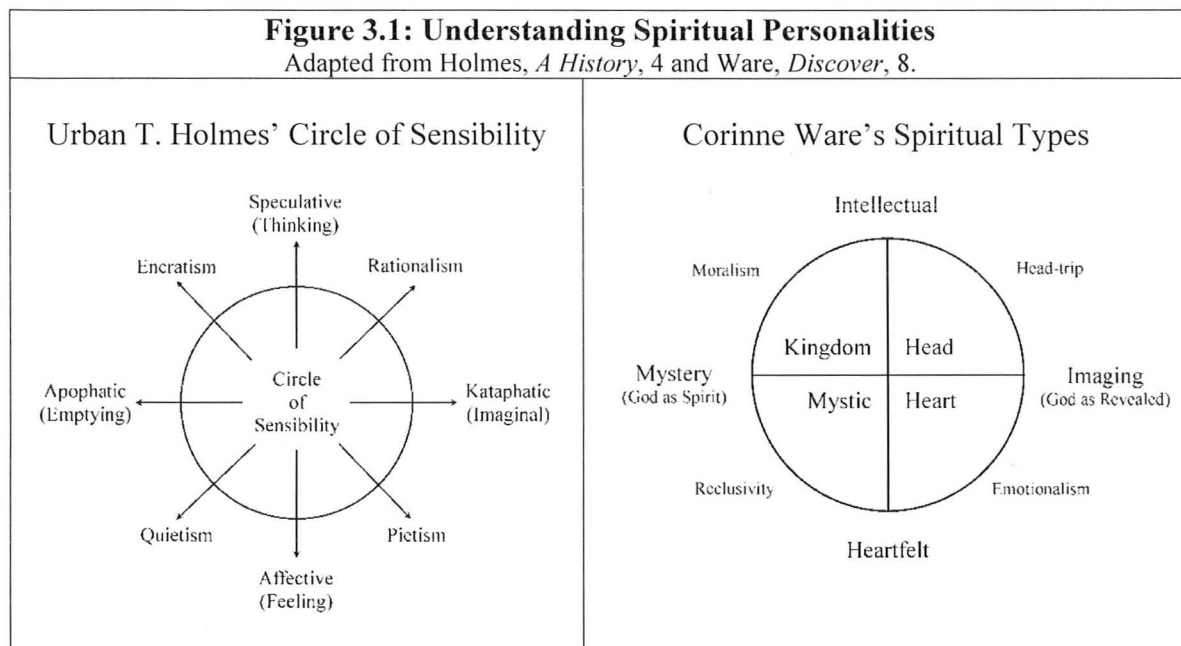 Figure 3.1: Understanding Spiritual Personalities
Adapted from Holmes, A History, 4 and Ware, Discover, 8.
Urban T. Holmes' Circle of Sensibility
Speculative
(Thinking)
Encratism
Rationalism
Apophatic
(Emptying)
Circle
of
Sensibility
Kataphatic
(Imaginal)
Quietism
Pietism
Affective
(Feeling)
Corinne Ware's Spiritual Types
Intellectual
Moralism
Head-trip
Kingdom
Head
Mystery
(God as Spirit)
Imaging
(God as Revealed)
Mystic
Heart
Reclusivity
Emotionalism
Heartfelt